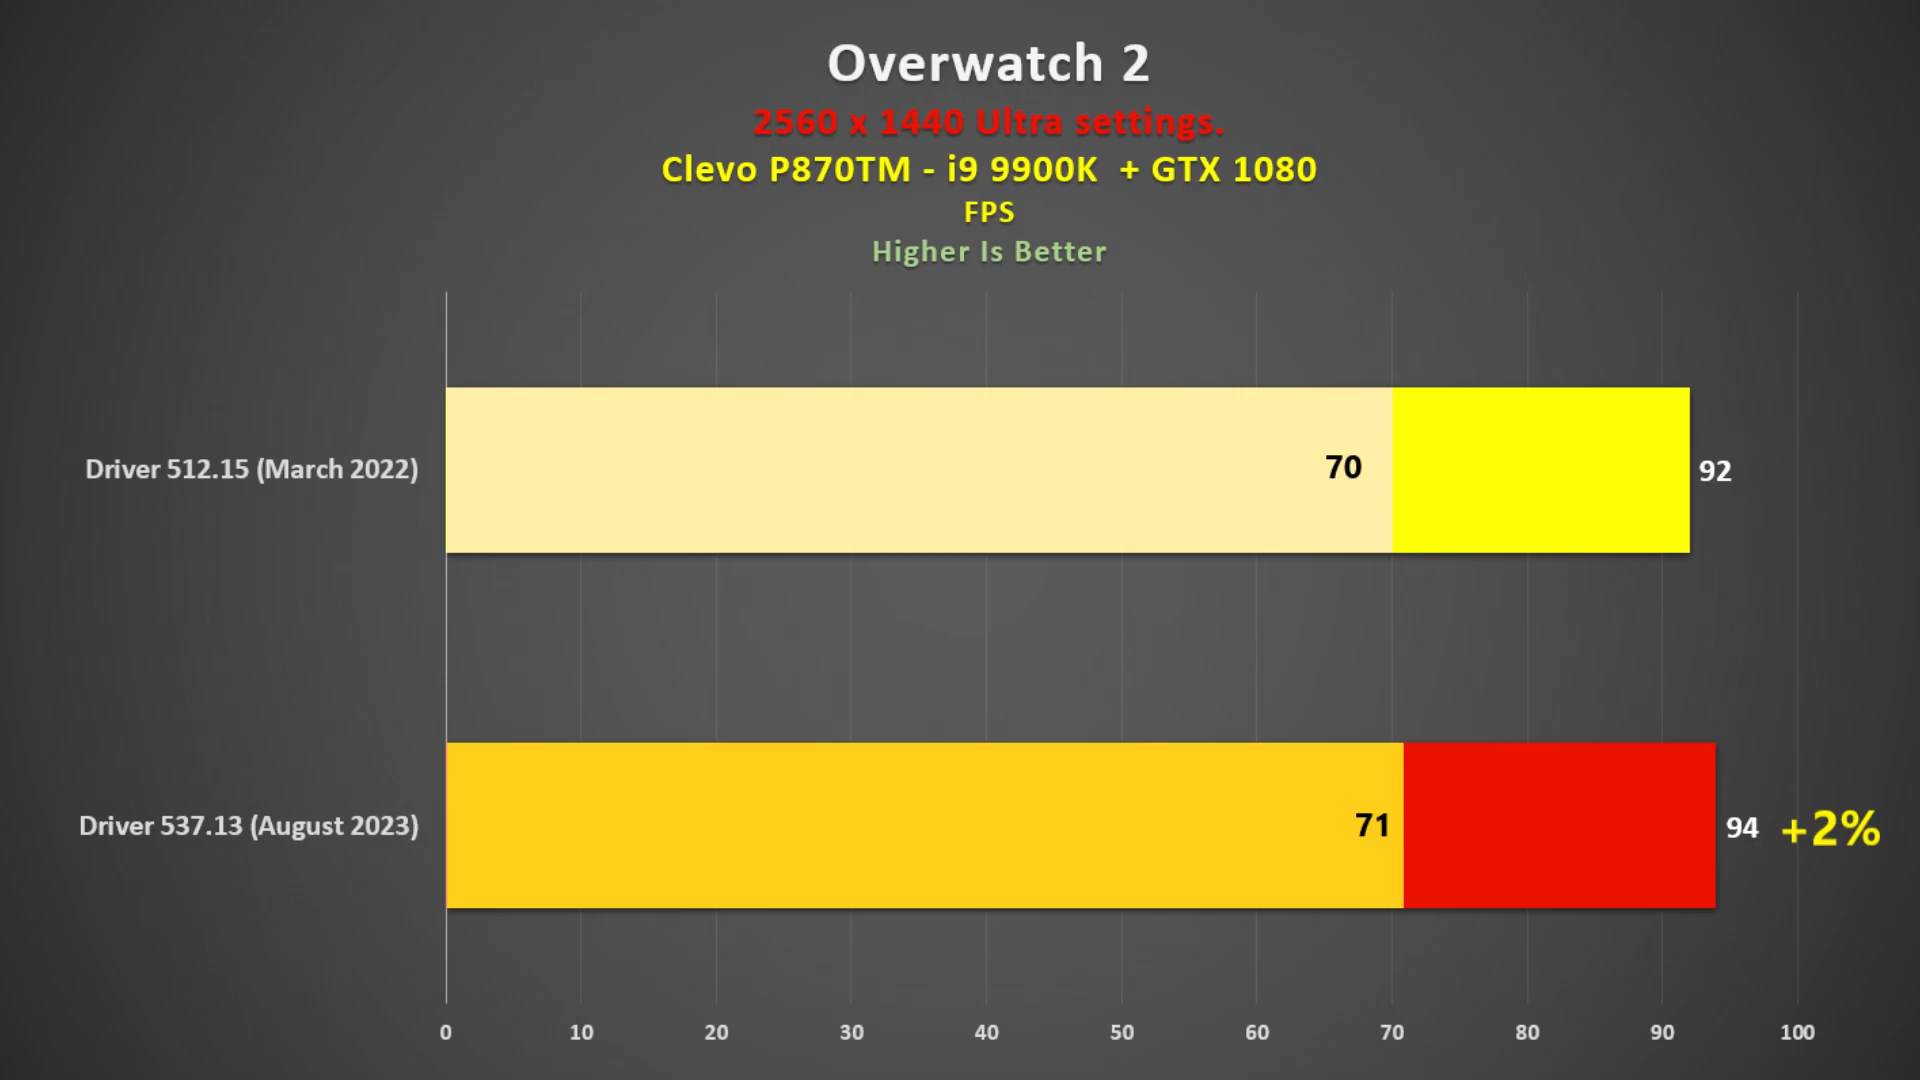 Overwatch 2
2560 x 1440 Ultra settings.
Clevo P870TM - i9 9900K + GTX 1080
FPS
Higher Is Better
Driver 512.15 (March 2022)
70
92
Driver 537.13 (August 2023)
71
94
+2%
0 10 20 30 40 50 60 70 80 90 100